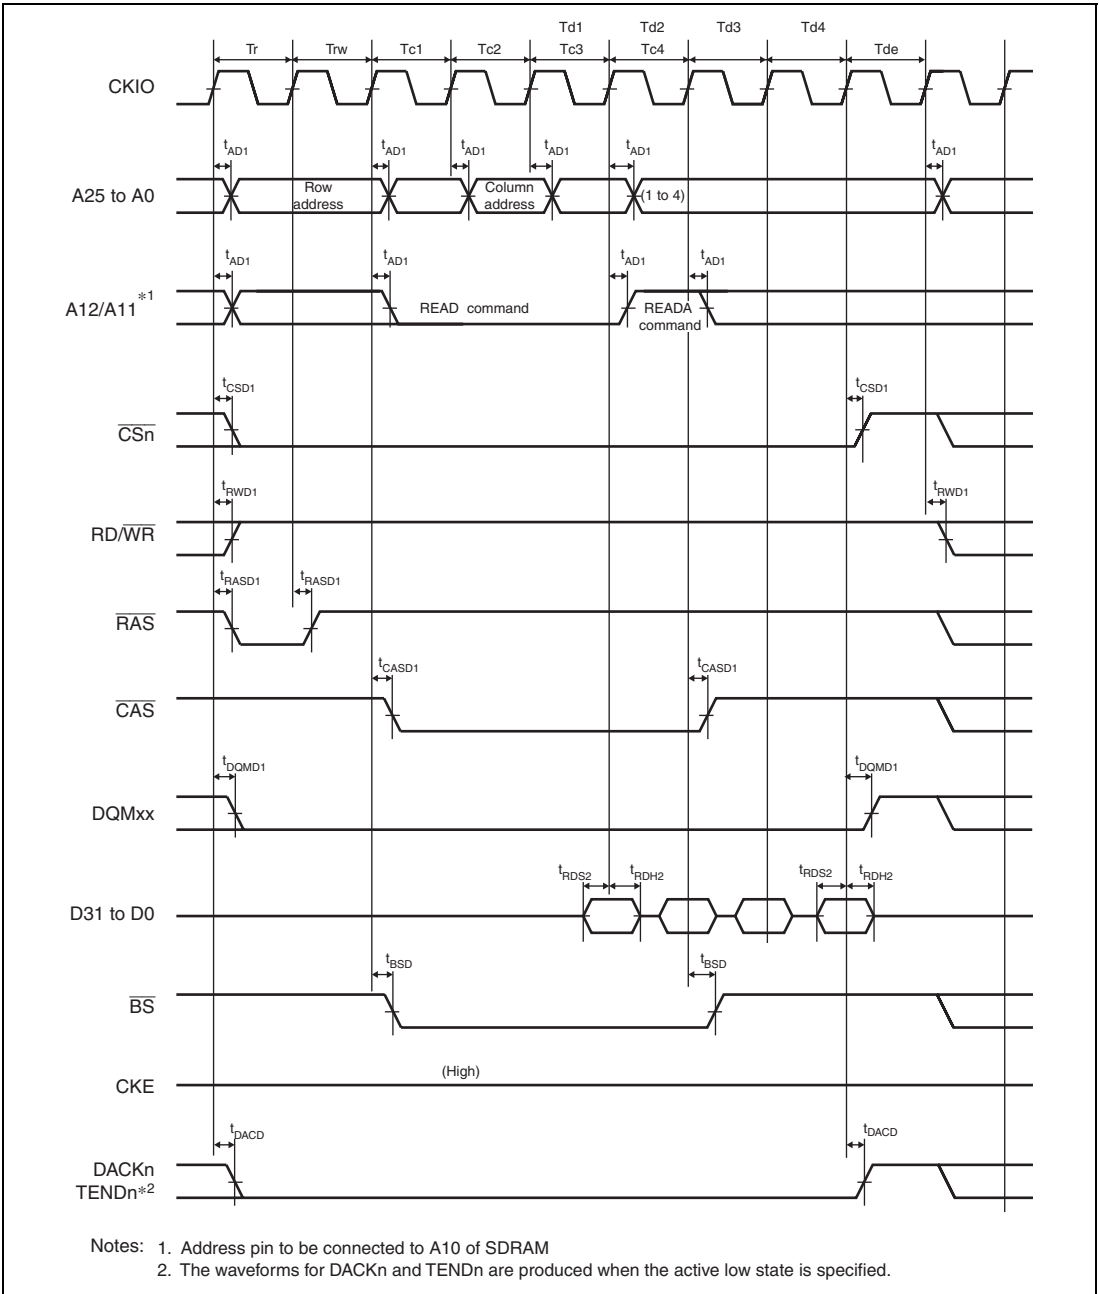 Td1 Td2 Td3 Td4
Tr Trw Tc1 Tc2 Tc3 Tc4 Tde
CKIO
tAD1 tAD1 tAD1 tAD1 tAD1 tAD1
A25 to A0
Row address
Column address
(1 to 4)
tAD1 tAD1 tAD1 tAD1
A12/A11*1
READ command
READA command
tCSD1 tCSD1
CSn
tRWD1 tRWD1
RD/WR
tRASD1 tRASD1
RAS
tCASD1 tCASD1
CAS
tDQMD1 tDQMD1
DQMxx
tRDS2 tRDH2 tRDS2 tRDH2
D31 to D0
tBSD tBSD
BS
(High)
CKE
tDACD tDACD
DACKn
TENDn*2
Notes: 1. Address pin to be connected to A10 of SDRAM
2. The waveforms for DACKn and TENDn are produced when the active low state is specified.